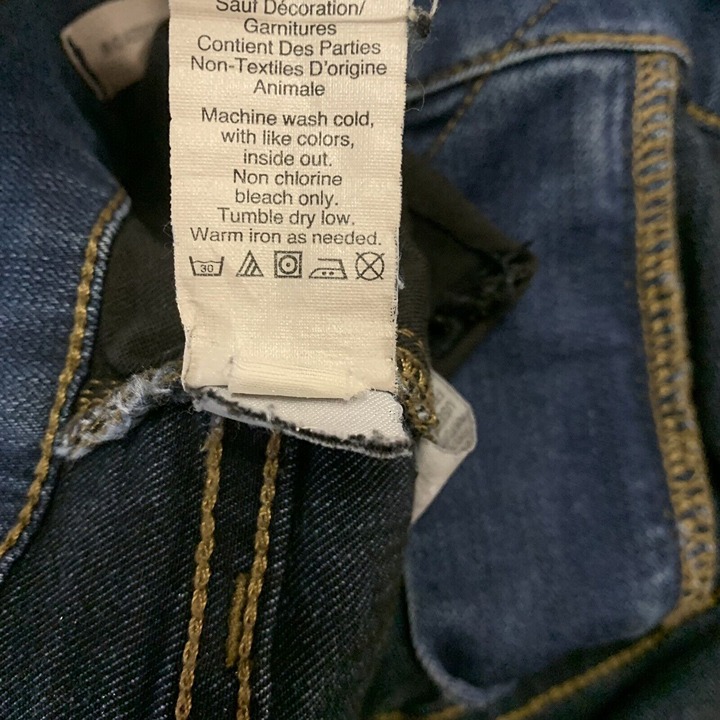 Sauf Décoration/
Garnitures
Contient Des Parties
Non-Textiles D'origine
Animale
Machine wash cold,
with like colors,
inside out.
Non chlorine
bleach only.
Tumble dry low.
Warm iron as needed.
30